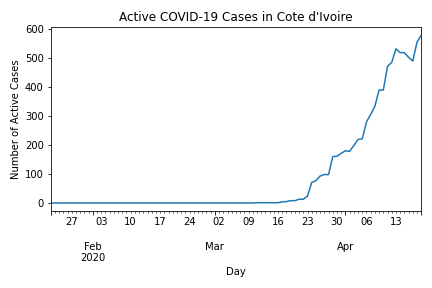 Active COVID-19 Cases in Cote d'Ivoire
Number of Active Cases
600
500
400
300
200
100
0
27 03 10 17 24 02 09 16 23 30 06 13
Feb Mar Apr
2020
Day